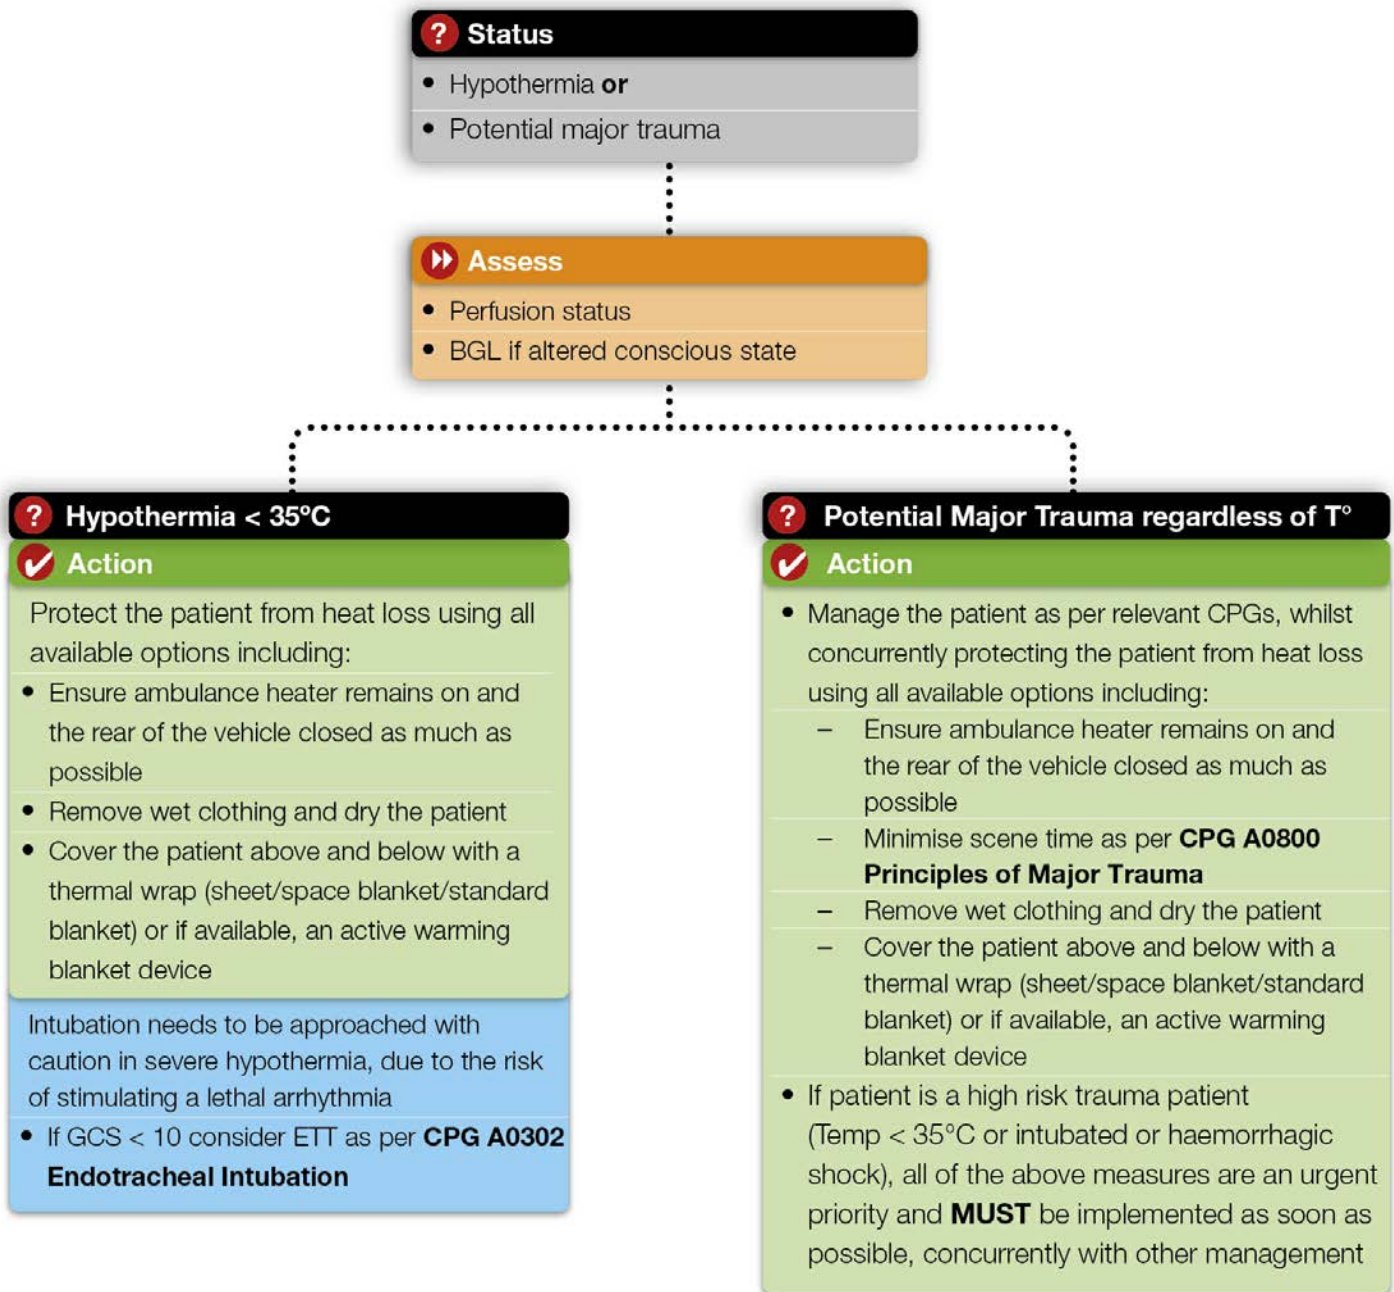 ? Status
• Hypothermia or
• Potential major trauma
Assess
• Perfusion status
• BGL if altered conscious state
? Hypothermia < 35ºC
Action
Protect the patient from heat loss using all
available options including:
• Ensure ambulance heater remains on and
the rear of the vehicle closed as much as
possible
• Remove wet clothing and dry the patient
• Cover the patient above and below with a
thermal wrap (sheet/space blanket/standard
blanket) or if available, an active warming
blanket device
Intubation needs to be approached with
caution in severe hypothermia, due to the risk
of stimulating a lethal arrhythmia
• If GCS < 10 consider ETT as per CPG A0302
Endotracheal Intubation
? Potential Major Trauma regardless of Tº
Action
• Manage the patient as per relevant CPGs, whilst
concurrently protecting the patient from heat loss
using all available options including:
– Ensure ambulance heater remains on and
the rear of the vehicle closed as much as
possible
– Minimise scene time as per CPG A0800
Principles of Major Trauma
– Remove wet clothing and dry the patient
– Cover the patient above and below with a
thermal wrap (sheet/space blanket/standard
blanket) or if available, an active warming
blanket device
• If patient is a high risk trauma patient
(Temp < 35ºC or intubated or haemorrhagic
shock), all of the above measures are an urgent
priority and MUST be implemented as soon as
possible, concurrently with other management